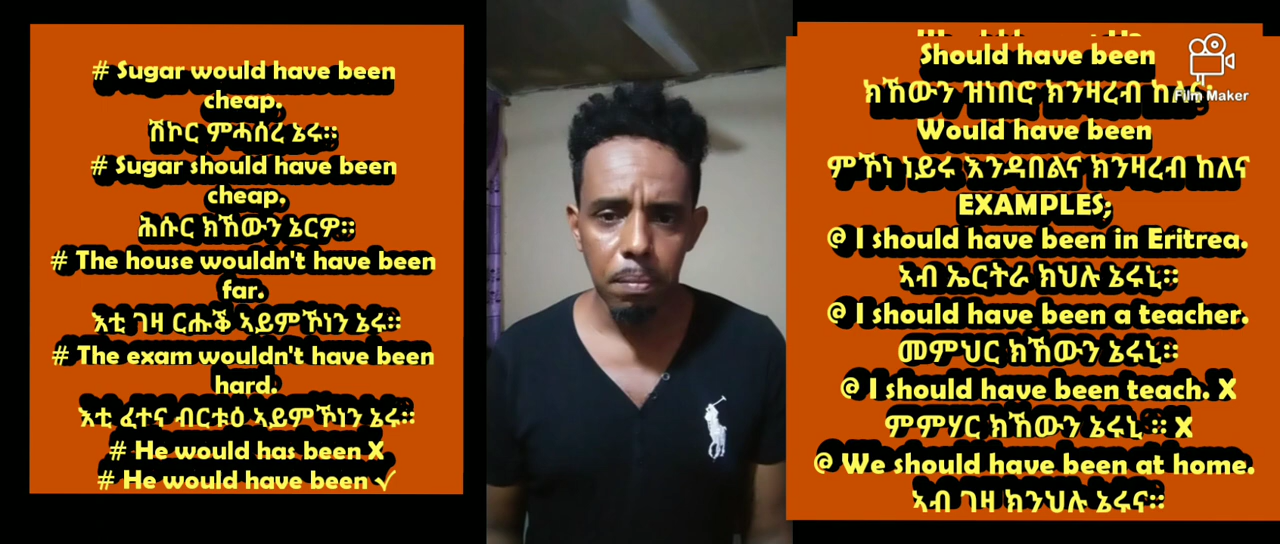 # Sugar would have been
cheap.
ሽኮር ምሓሰረ ኔሩ።
# Sugar should have been
cheap.
ሕሱር ክኸውን ኔርዎ።
# The house wouldn't have been
far.
እቲ ገዛ ርሑቕ ኣይምኾነን ኔሩ።
# The exam wouldn't have been
hard.
እቲ ፈተና ብርቱዕ ኣይምኾነን ኔሩ።
# He would has been X
# He would have been ✓
Should have been
ክኸውን ዝነበሮ ክንዛረብ ከለና
Film Maker
Would have been
ምኾነ ነይሩ እንዳበልና ክንዛረብ ከለና
EXAMPLES;
@ I should have been in Eritrea.
ኣብ ኤርትራ ክህሉ ኔሩኒ።
@ I should have been a teacher.
መምህር ክኸውን ኔሩኒ።
@ I should have been teach. X
ምምሃር ክኸውን ኔሩኒ ። X
@ We should have been at home.
ኣብ ገዛ ክንህሉ ኔሩና።